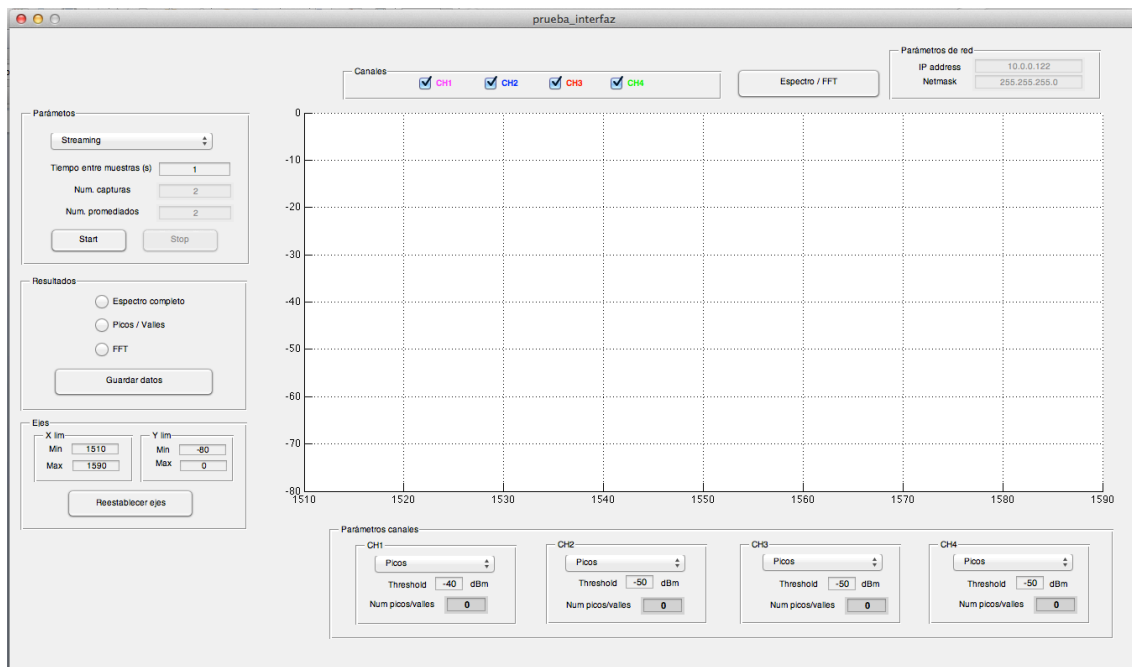 prueba_interfaz
Canales
CH1 CH2 CH3 CH4
Espectro / FFT
Parámetros de red
IP address 10.0.0.122
Netmask 255.255.255.0
Parámetos
Streaming
Tiempo entre muestras (s) 1
Num. capturas 2
Num. promediados 2
Start Stop
Resultados
Espectro completo
Picos / Valles
FFT
Guardar datos
Ejes
X lim
Min 1510
Max 1590
Y lim
Min -80
Max 0
Reestablecer ejes
0
-10
-20
-30
-40
-50
-60
-70
-80
1510 1520 1530 1540 1550 1560 1570 1580 1590
Parámetros canales
CH1
Picos
Threshold -40 dBm
Num picos/valles 0
CH2
Picos
Threshold -50 dBm
Num picos/valles 0
CH3
Picos
Threshold -50 dBm
Num picos/valles 0
CH4
Picos
Threshold -50 dBm
Num picos/valles 0